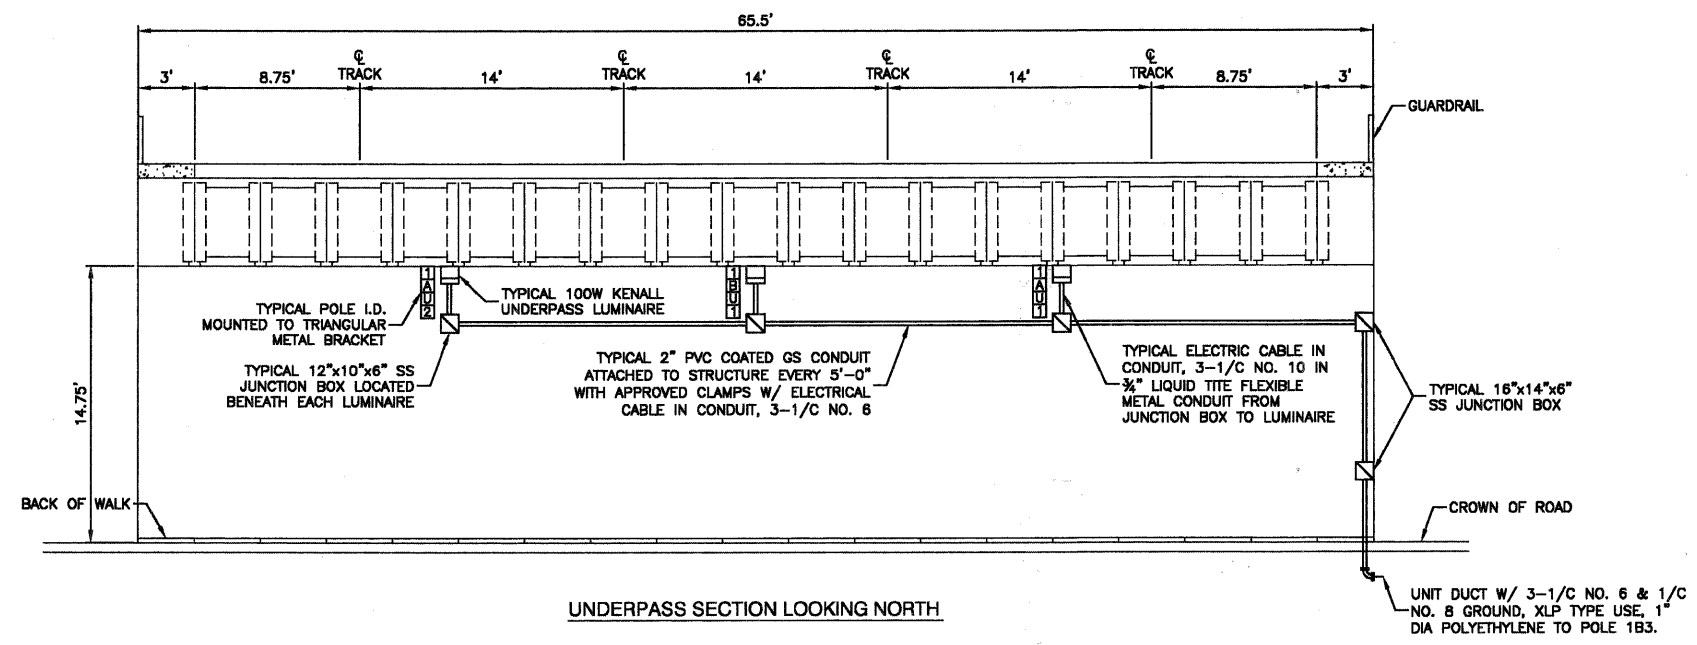 65.5'
℄ ℄ ℄ ℄
3' 8.75' TRACK 14' TRACK 14' TRACK 14' TRACK 8.75' 3'
GUARDRAIL
1
A
U
2
1
B
U
1
1
A
U
1
TYPICAL POLE I.D.
MOUNTED TO TRIANGULAR
METAL BRACKET
TYPICAL 100W KENALL
UNDERPASS LUMINAIRE
TYPICAL 12"x10"x6" SS
JUNCTION BOX LOCATED
BENEATH EACH LUMINAIRE
TYPICAL 2" PVC COATED GS CONDUIT
ATTACHED TO STRUCTURE EVERY 5'-0"
WITH APPROVED CLAMPS W/ ELECTRICAL
CABLE IN CONDUIT, 3-1/C NO. 6
TYPICAL ELECTRIC CABLE IN
CONDUIT, 3-1/C NO. 10 IN
¾" LIQUID TITE FLEXIBLE
METAL CONDUIT FROM
JUNCTION BOX TO LUMINAIRE
TYPICAL 16"x14"x6"
SS JUNCTION BOX
14.75'
BACK OF WALK
CROWN OF ROAD
UNDERPASS SECTION LOOKING NORTH
UNIT DUCT W/ 3-1/C NO. 6 & 1/C
NO. 8 GROUND, XLP TYPE USE, 1"
DIA POLYETHYLENE TO POLE 1B3.